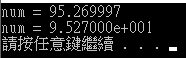 num = 95.269997
num = 9.527000e+001
請按任意鍵繼續 . . .